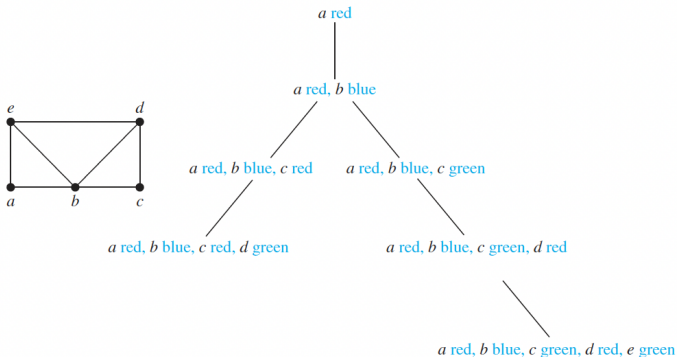 a red
a red, b blue
e d
a red, b blue, c red a red, b blue, c green
a b c
a red, b blue, c red, d green a red, b blue, c green, d red
a red, b blue, c green, d red, e green